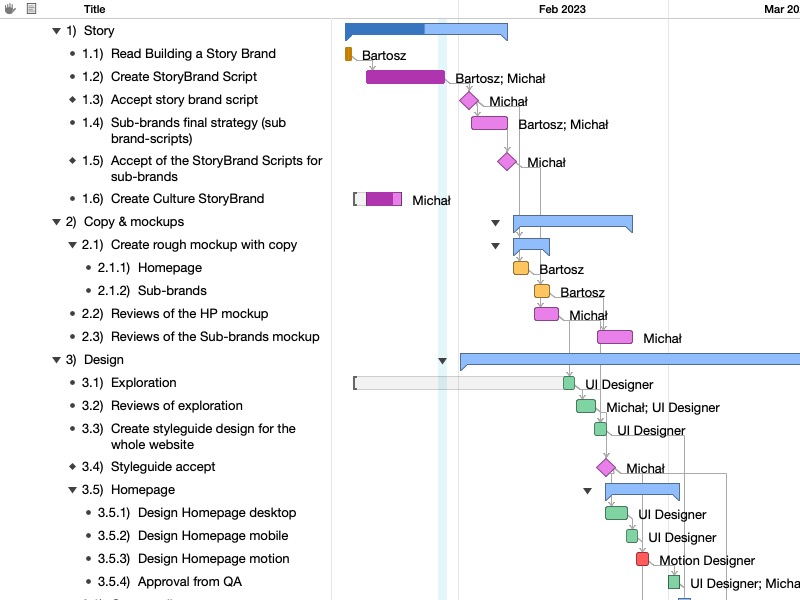 Title
Feb 2023
Mar 20
1) Story
1.1) Read Building a Story Brand
Bartosz
1.2) Create StoryBrand Script
Bartosz; Michał
1.3) Accept story brand script
Michał
1.4) Sub-brands final strategy (sub
brand-scripts)
Bartosz; Michał
1.5) Accept of the StoryBrand Scripts for
sub-brands
Michał
1.6) Create Culture StoryBrand
Michał
2) Copy & mockups
2.1) Create rough mockup with copy
2.1.1) Homepage
Bartosz
2.1.2) Sub-brands
Bartosz
2.2) Reviews of the HP mockup
Michał
2.3) Reviews of the Sub-brands mockup
Michał
3) Design
3.1) Exploration
UI Designer
3.2) Reviews of exploration
Michał; UI Designer
3.3) Create styleguide design for the
whole website
UI Designer
3.4) Styleguide accept
Michał
3.5) Homepage
3.5.1) Design Homepage desktop
UI Designer
3.5.2) Design Homepage mobile
UI Designer
3.5.3) Design Homepage motion
Motion Designer
3.5.4) Approval from QA
UI Designer; Micha